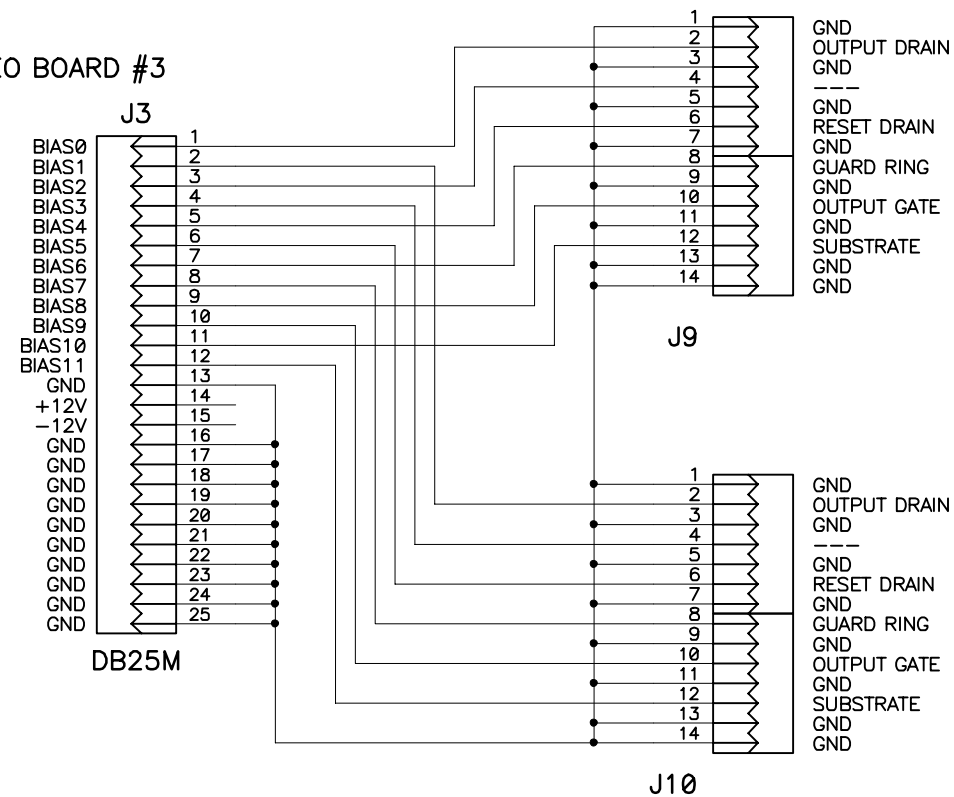 EO BOARD #3
J3
BIAS0 1
BIAS1 2
BIAS2 3
BIAS3 4
BIAS4 5
BIAS5 6
BIAS6 7
BIAS7 8
BIAS8 9
BIAS9 10
BIAS10 11
BIAS11 12
GND 13
+12V 14
-12V 15
GND 16
GND 17
GND 18
GND 19
GND 20
GND 21
GND 22
GND 23
GND 24
GND 25
DB25M
1 GND
2 OUTPUT DRAIN
3 GND
4 ---
5 GND
6 RESET DRAIN
7 GND
8 GUARD RING
9 GND
10 OUTPUT GATE
11 GND
12 SUBSTRATE
13 GND
14 GND
J9
1 GND
2 OUTPUT DRAIN
3 GND
4 ---
5 GND
6 RESET DRAIN
7 GND
8 GUARD RING
9 GND
10 OUTPUT GATE
11 GND
12 SUBSTRATE
13 GND
14 GND
J10